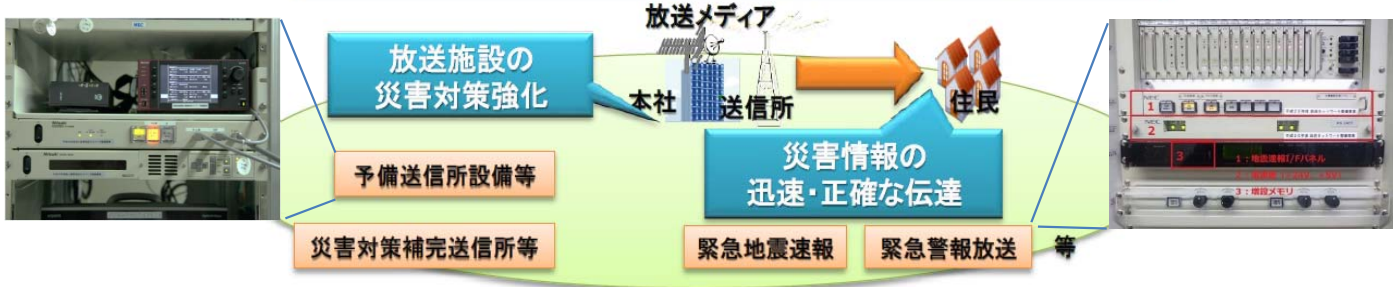 放送メディア
放送施設の
災害対策強化
本社
送信所
住民
災害情報の
迅速・正確な伝達
予備送信所設備等
災害対策補完送信所等
緊急地震速報
緊急警報放送
等
NEC
1
NEC
2
3
1：地震速報I/Fパネル
3：増設メモリ